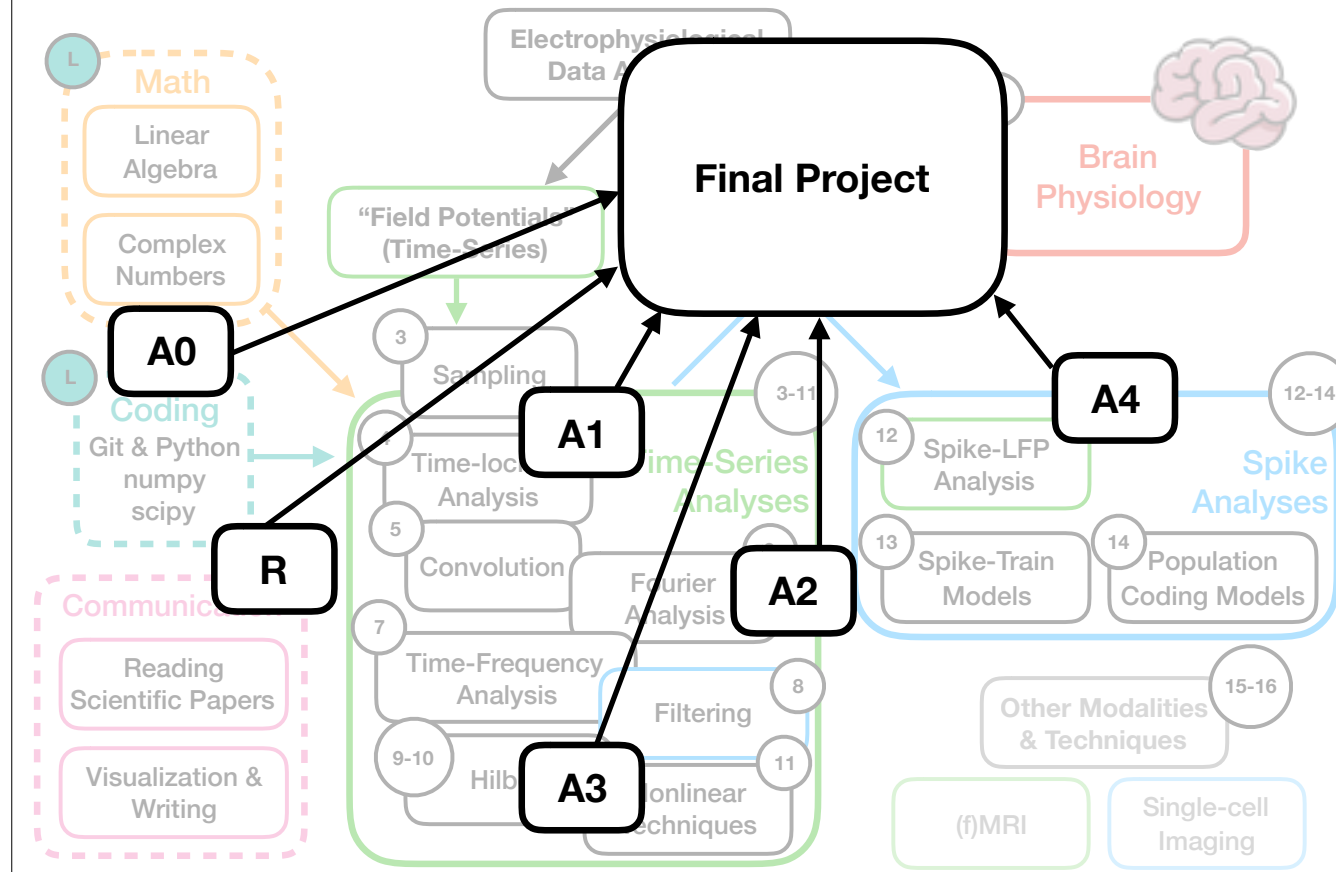 Electrophysiological
Data A
L
Math
Linear
Algebra
Complex
Numbers
A0
L
Coding
Git & Python
numpy
scipy
R
Communica
Reading
Scientific Papers
Visualization &
Writing
Final Project
Brain
Physiology
“Field Potentials”
(Time-Series)
3
Sampling
A1
3-11
Time-Series
Analyses
Time-loc
Analysis
5
Convolution
Fourier
Analysis
A2
7
Time-Frequency
Analysis
8
Filtering
9-10
Hilb
A3
11
Nonlinear
Techniques
A4
12-14
12
Spike-LFP
Analysis
Spike
Analyses
13
Spike-Train
Models
14
Population
Coding Models
15-16
Other Modalities
& Techniques
(f)MRI
Single-cell
Imaging